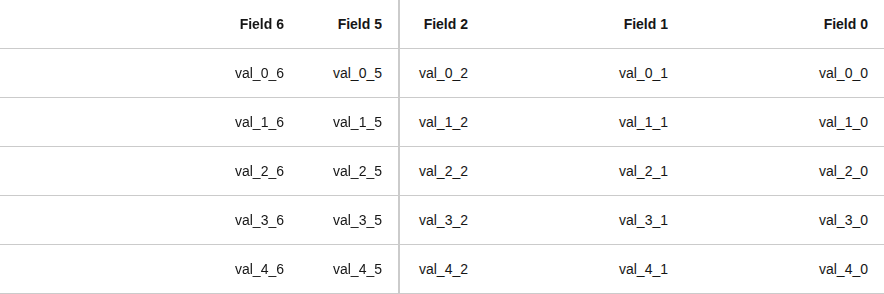 Field 6 Field 5 Field 2 Field 1 Field 0
val_0_6 val_0_5 val_0_2 val_0_1 val_0_0
val_1_6 val_1_5 val_1_2 val_1_1 val_1_0
val_2_6 val_2_5 val_2_2 val_2_1 val_2_0
val_3_6 val_3_5 val_3_2 val_3_1 val_3_0
val_4_6 val_4_5 val_4_2 val_4_1 val_4_0